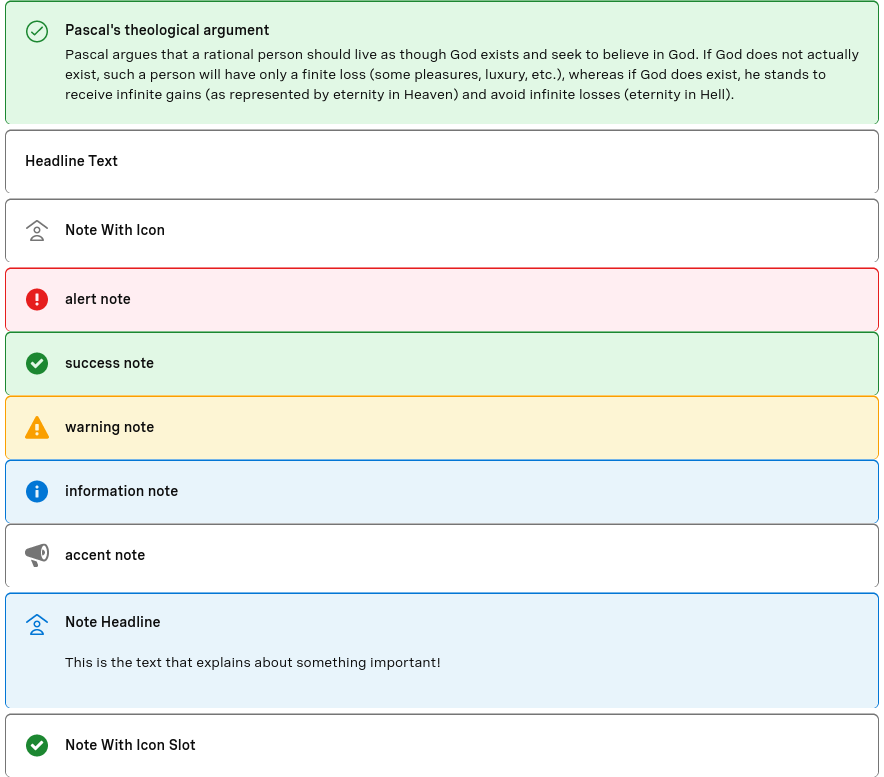 Pascal's theological argument
Pascal argues that a rational person should live as though God exists and seek to believe in God. If God does not actually
exist, such a person will have only a finite loss (some pleasures, luxury, etc.), whereas if God does exist, he stands to
receive infinite gains (as represented by eternity in Heaven) and avoid infinite losses (eternity in Hell).
Headline Text
Note With Icon
alert note
success note
warning note
information note
accent note
Note Headline
This is the text that explains about something important!
Note With Icon Slot